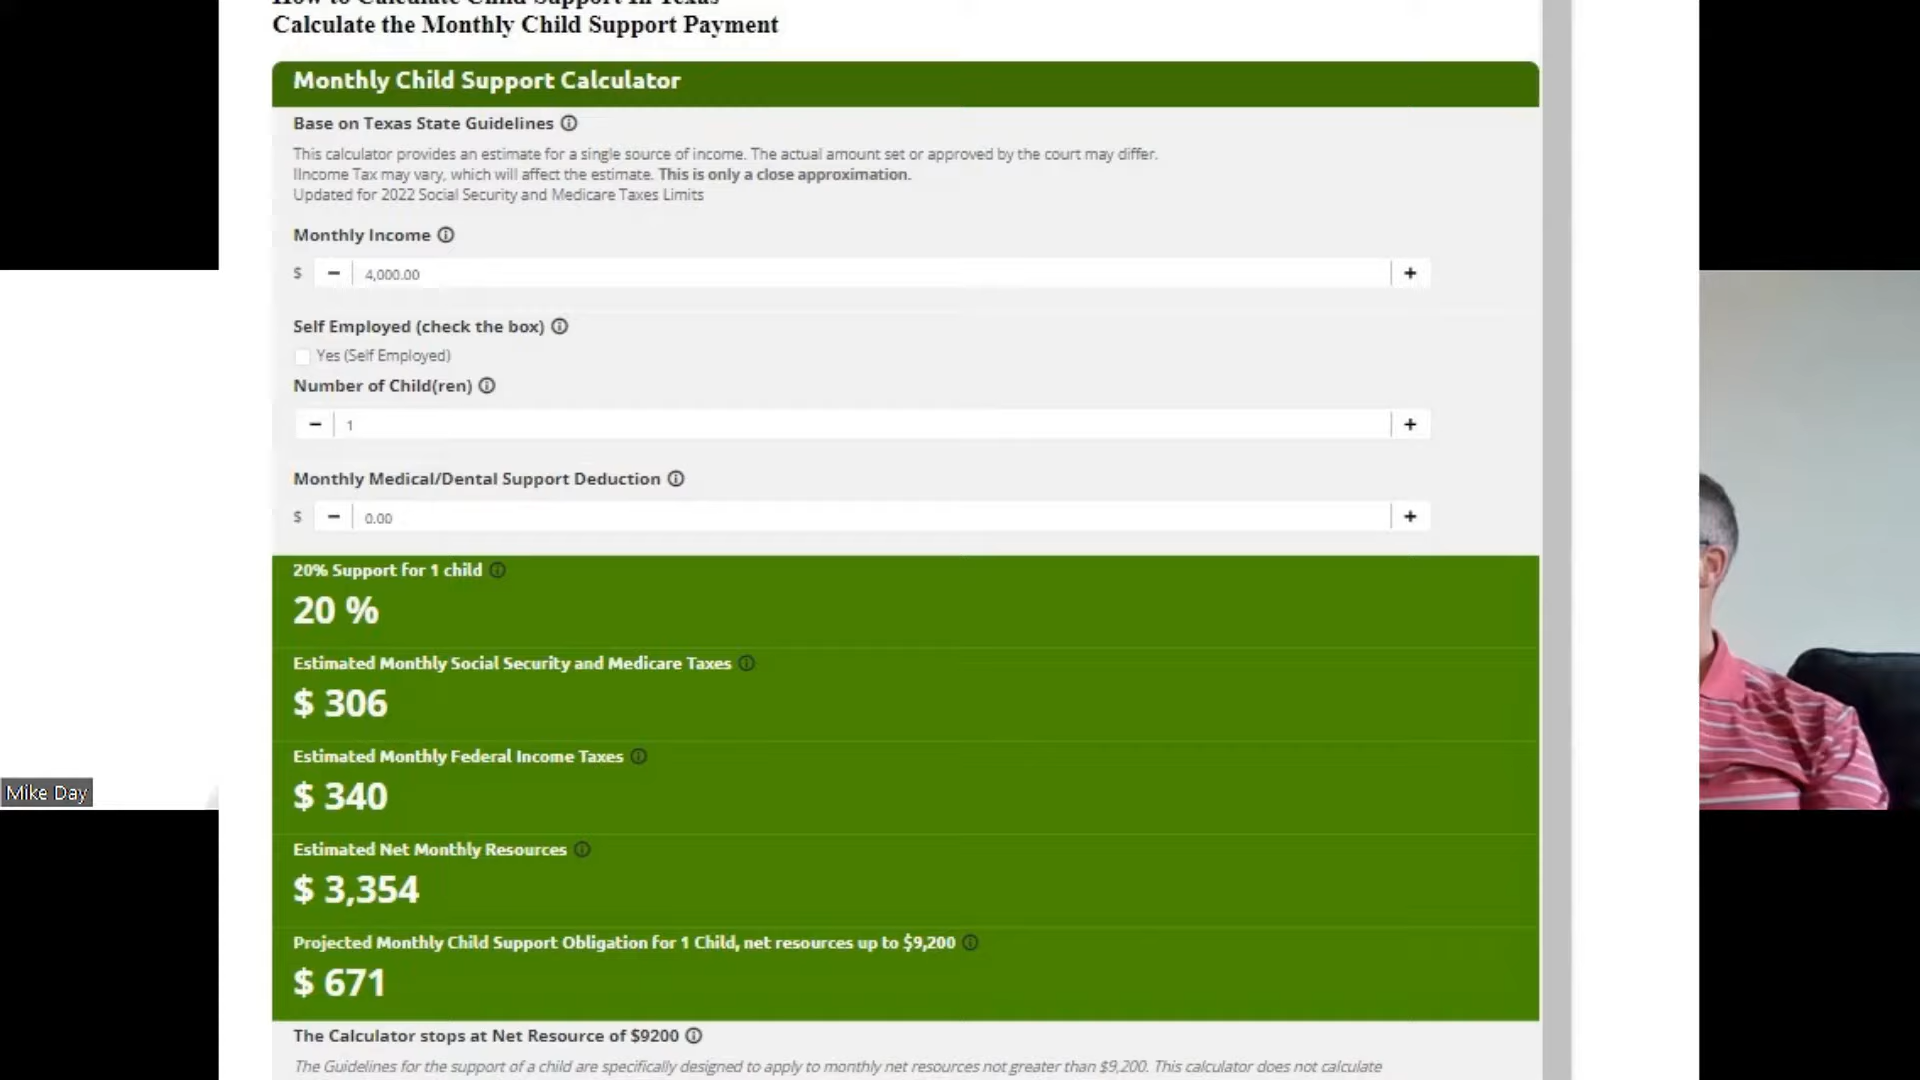 How to Calculate Child Support In Texas
Calculate the Monthly Child Support Payment
Monthly Child Support Calculator
Base on Texas State Guidelines
This calculator provides an estimate for a single source of income. The actual amount set or approved by the court may differ.
IIncome Tax may vary, which will affect the estimate. This is only a close approximation.
Updated for 2022 Social Security and Medicare Taxes Limits
Monthly Income
$ − 4,000.00 +
Self Employed (check the box)
Yes (Self Employed)
Number of Child(ren)
− 1 +
Monthly Medical/Dental Support Deduction
$ − 0.00 +
20% Support for 1 child
20 %
Estimated Monthly Social Security and Medicare Taxes
$ 306
Estimated Monthly Federal Income Taxes
$ 340
Mike Day
Estimated Net Monthly Resources
$ 3,354
Projected Monthly Child Support Obligation for 1 Child, net resources up to $9,200
$ 671
The Calculator stops at Net Resource of $9200
The Guidelines for the support of a child are specifically designed to apply to monthly net resources not greater than $9,200. This calculator does not calculate